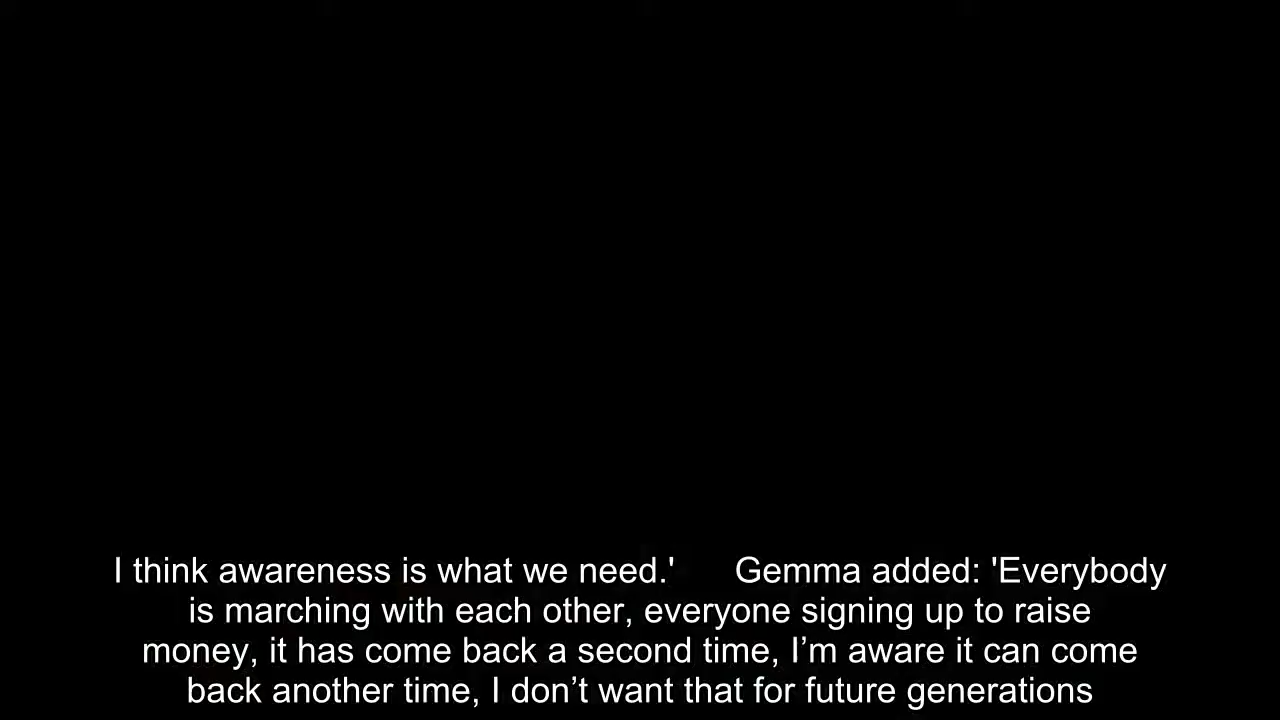 I think awareness is what we need.'      Gemma added: 'Everybody
is marching with each other, everyone signing up to raise
money, it has come back a second time, I’m aware it can come
back another time, I don’t want that for future generations